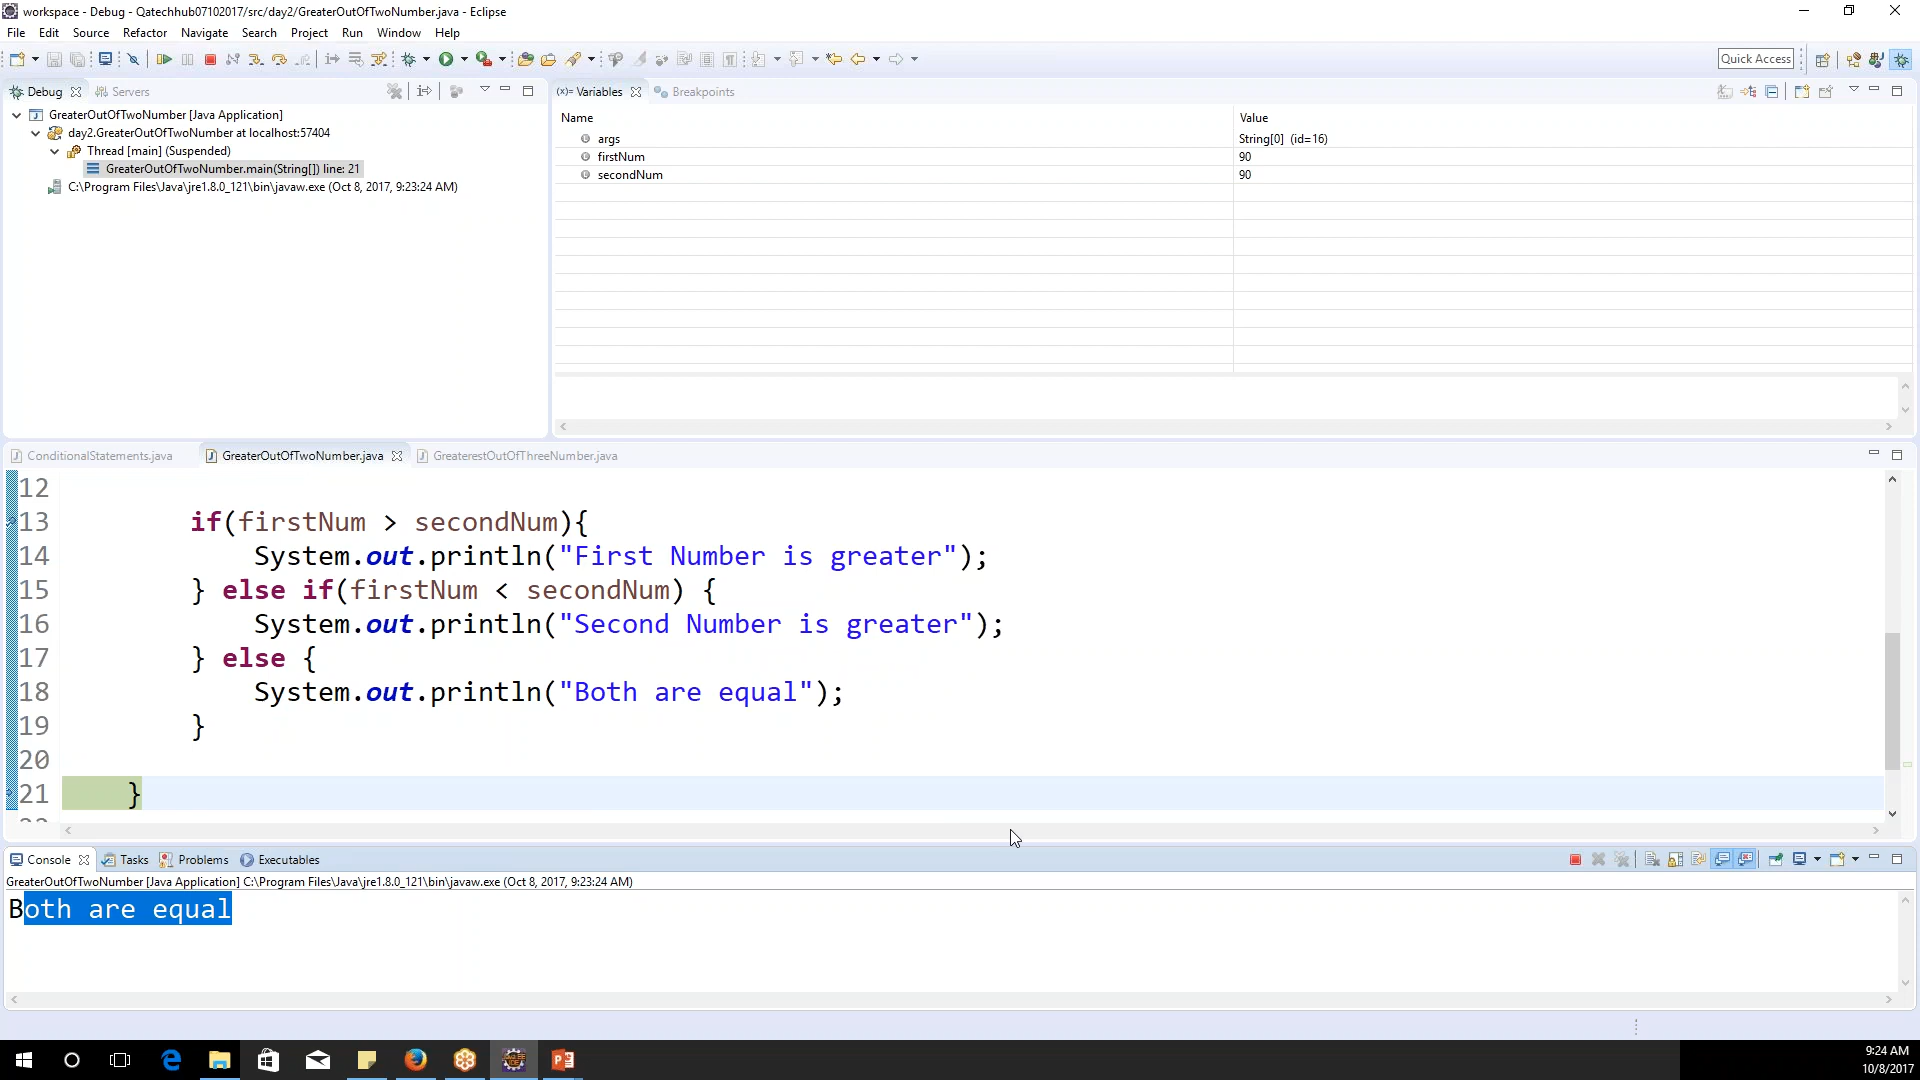 workspace - Debug - Qatechhub07102017/src/day2/GreaterOutOfTwoNumber.java - Eclipse
File Edit Source Refactor Navigate Search Project Run Window Help
Quick Access
Debug Servers
GreaterOutOfTwoNumber [Java Application]
day2.GreaterOutOfTwoNumber at localhost:57404
Thread [main] (Suspended)
GreaterOutOfTwoNumber.main(String[]) line: 21
C:\Program Files\Java\jre1.8.0_121\bin\javaw.exe (Oct 8, 2017, 9:23:24 AM)
(x)= Variables Breakpoints
Name Value
args String[0] (id=16)
firstNum 90
secondNum 90
ConditionalStatements.java GreaterOutOfTwoNumber.java GreaterestOutOfThreeNumber.java
12
13 if(firstNum > secondNum){
14 System.out.println("First Number is greater");
15 } else if(firstNum < secondNum) {
16 System.out.println("Second Number is greater");
17 } else {
18 System.out.println("Both are equal");
19 }
20
21 }
Console Tasks Problems Executables
GreaterOutOfTwoNumber [Java Application] C:\Program Files\Java\jre1.8.0_121\bin\javaw.exe (Oct 8, 2017, 9:23:24 AM)
Both are equal
9:24 AM
10/8/2017